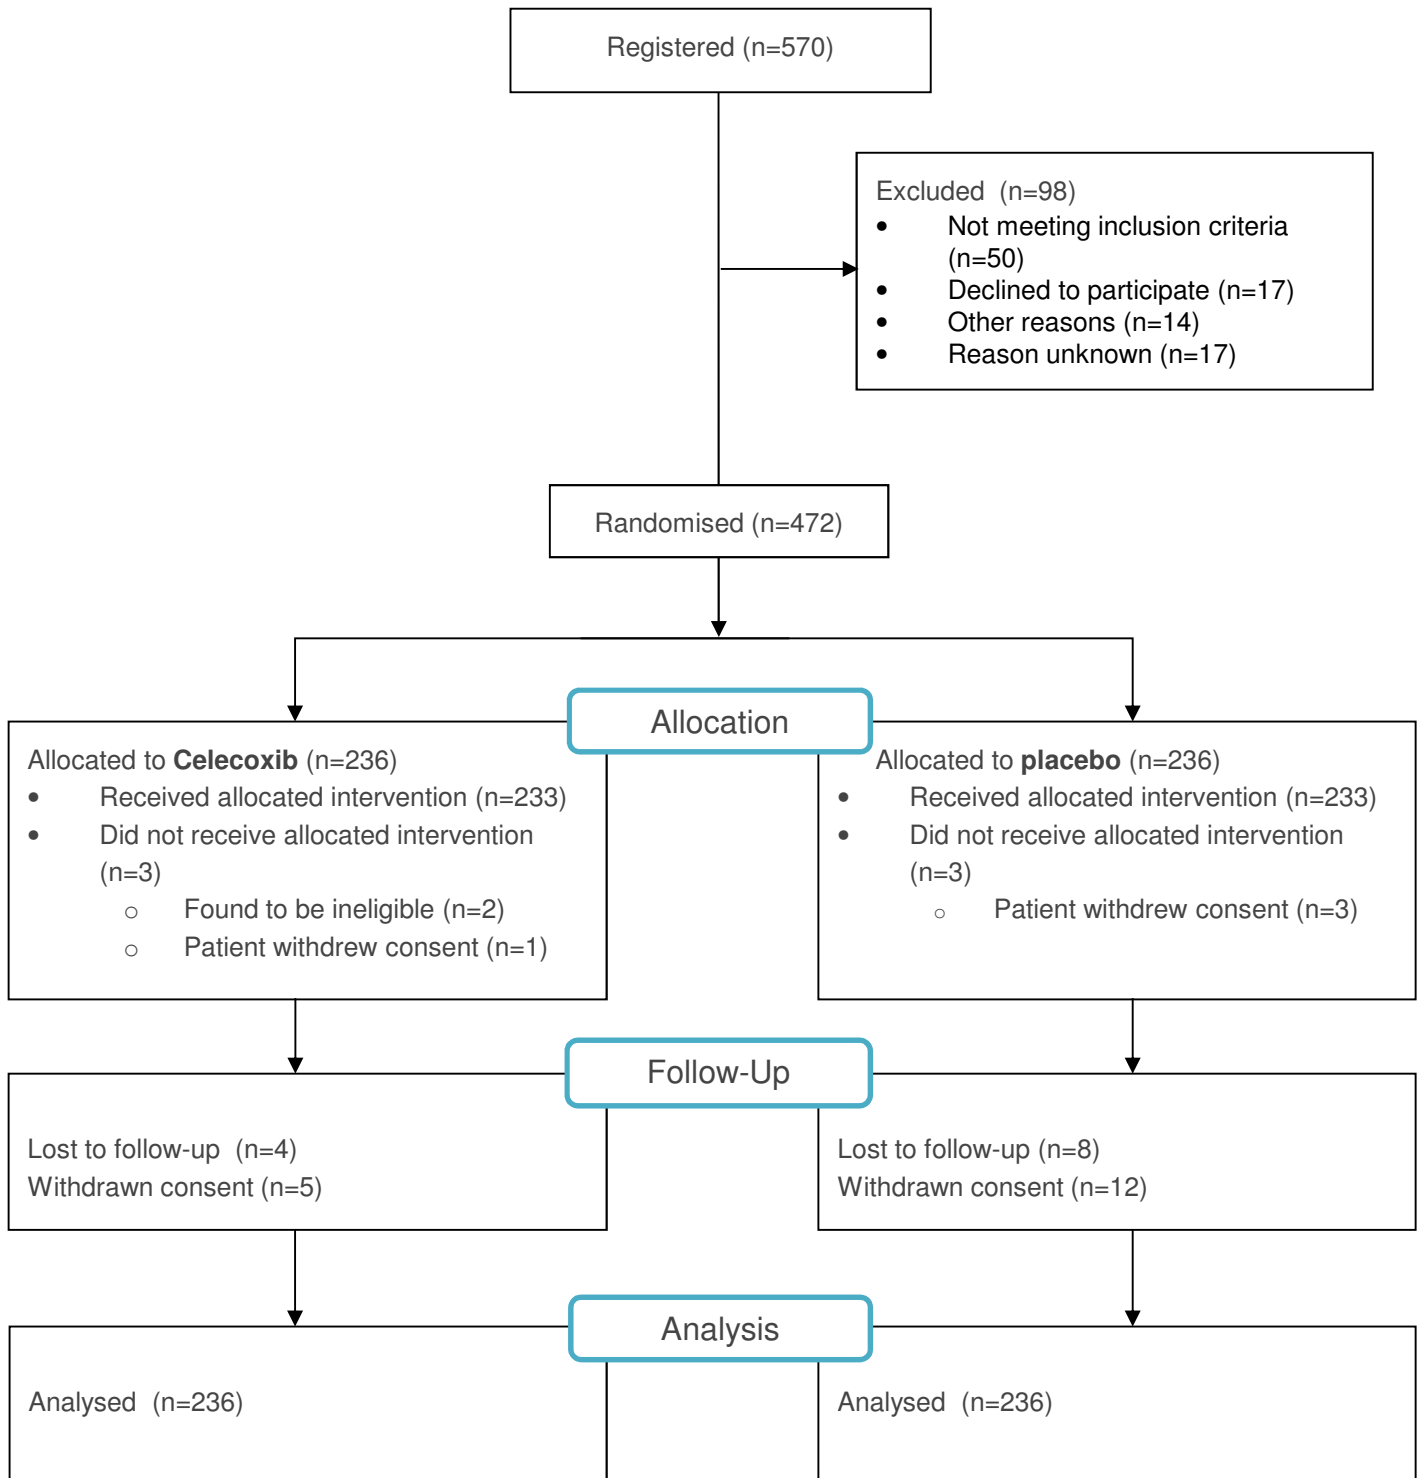 Registered (n=570)
Excluded  (n=98)
• Not meeting inclusion criteria
(n=50)
• Declined to participate (n=17)
• Other reasons (n=14)
• Reason unknown (n=17)
Randomised (n=472)
Allocation
Allocated to Celecoxib (n=236)
• Received allocated intervention (n=233)
• Did not receive allocated intervention
(n=3)
○ Found to be ineligible (n=2)
○ Patient withdrew consent (n=1)
Allocated to placebo (n=236)
• Received allocated intervention (n=233)
• Did not receive allocated intervention
(n=3)
○ Patient withdrew consent (n=3)
Follow-Up
Lost to follow-up  (n=4)
Withdrawn consent (n=5)
Lost to follow-up (n=8)
Withdrawn consent (n=12)
Analysis
Analysed  (n=236)
Analysed  (n=236)